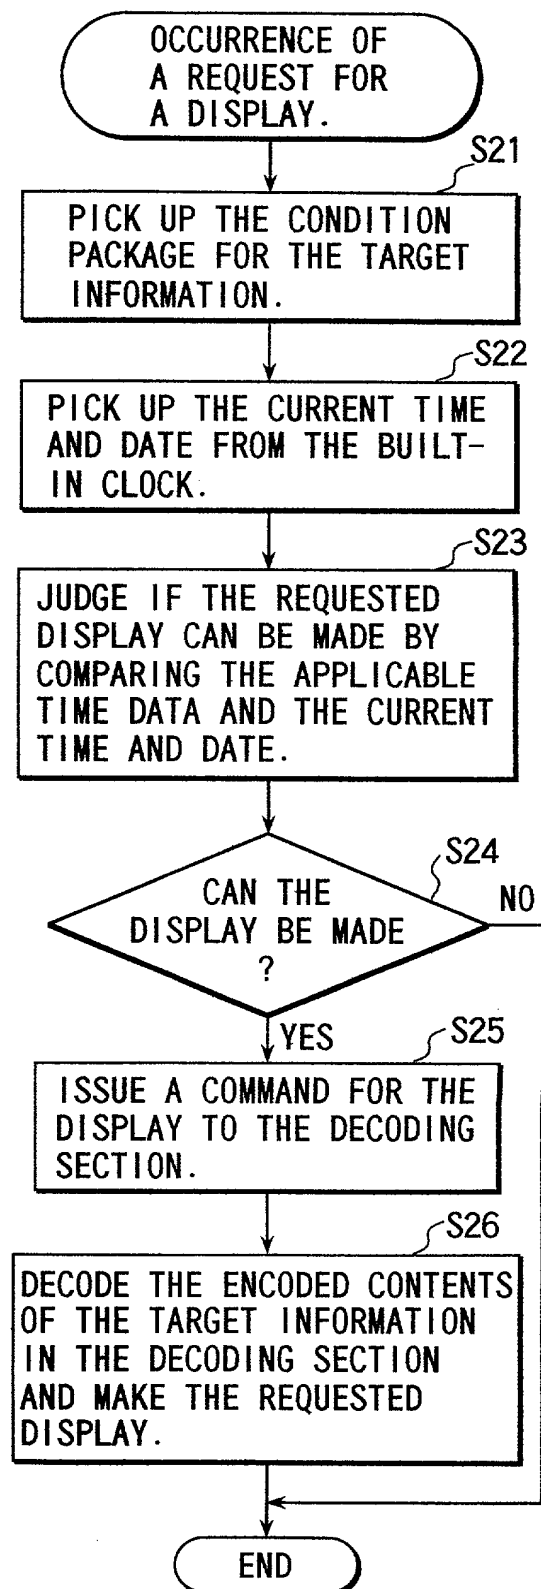 OCCURRENCE OF
A REQUEST FOR
A DISPLAY.
S21
PICK UP THE CONDITION
PACKAGE FOR THE TARGET
INFORMATION.
S22
PICK UP THE CURRENT TIME
AND DATE FROM THE BUILT-
IN CLOCK.
S23
JUDGE IF THE REQUESTED
DISPLAY CAN BE MADE BY
COMPARING THE APPLICABLE
TIME DATA AND THE CURRENT
TIME AND DATE.
S24
CAN THE
DISPLAY BE MADE
?
NO
YES
S25
ISSUE A COMMAND FOR THE
DISPLAY TO THE DECODING
SECTION.
S26
DECODE THE ENCODED CONTENTS
OF THE TARGET INFORMATION
IN THE DECODING SECTION
AND MAKE THE REQUESTED
DISPLAY.
END